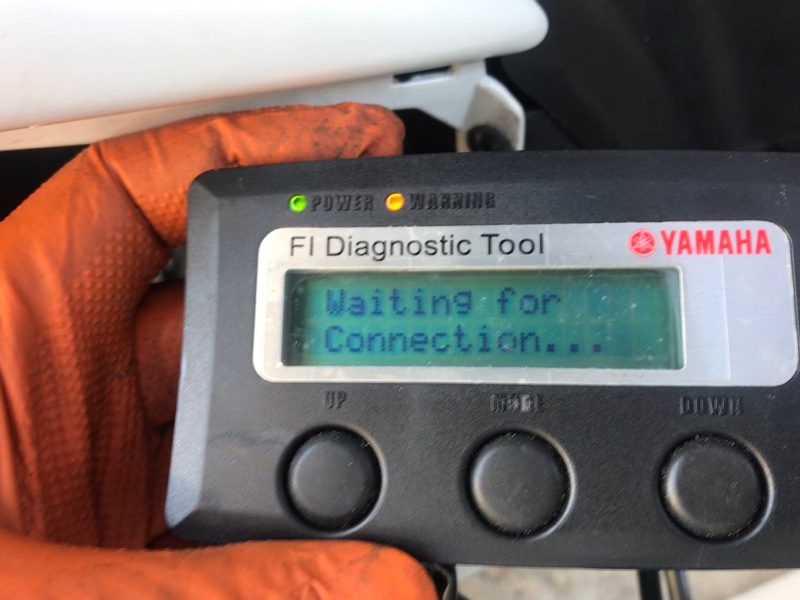 POWER WARNING
FI Diagnostic Tool YAMAHA
Waiting for
Connection...
UP MODE DOWN